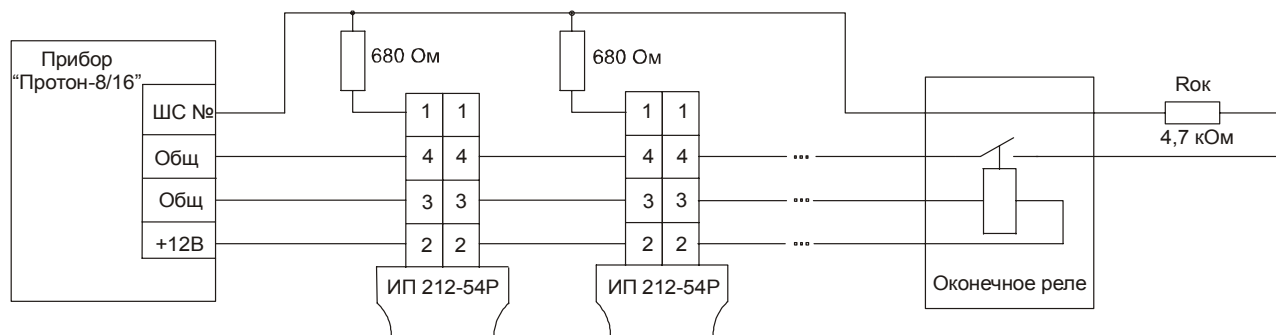 Прибор
“Протон-8/16”
ШС №
Общ
Общ
+12В
680 Ом
680 Ом
1 1
4 4
3 3
2 2
ИП 212-54Р
1 1
4 4
3 3
2 2
ИП 212-54Р
Оконечное реле
Rок
4,7 кОм